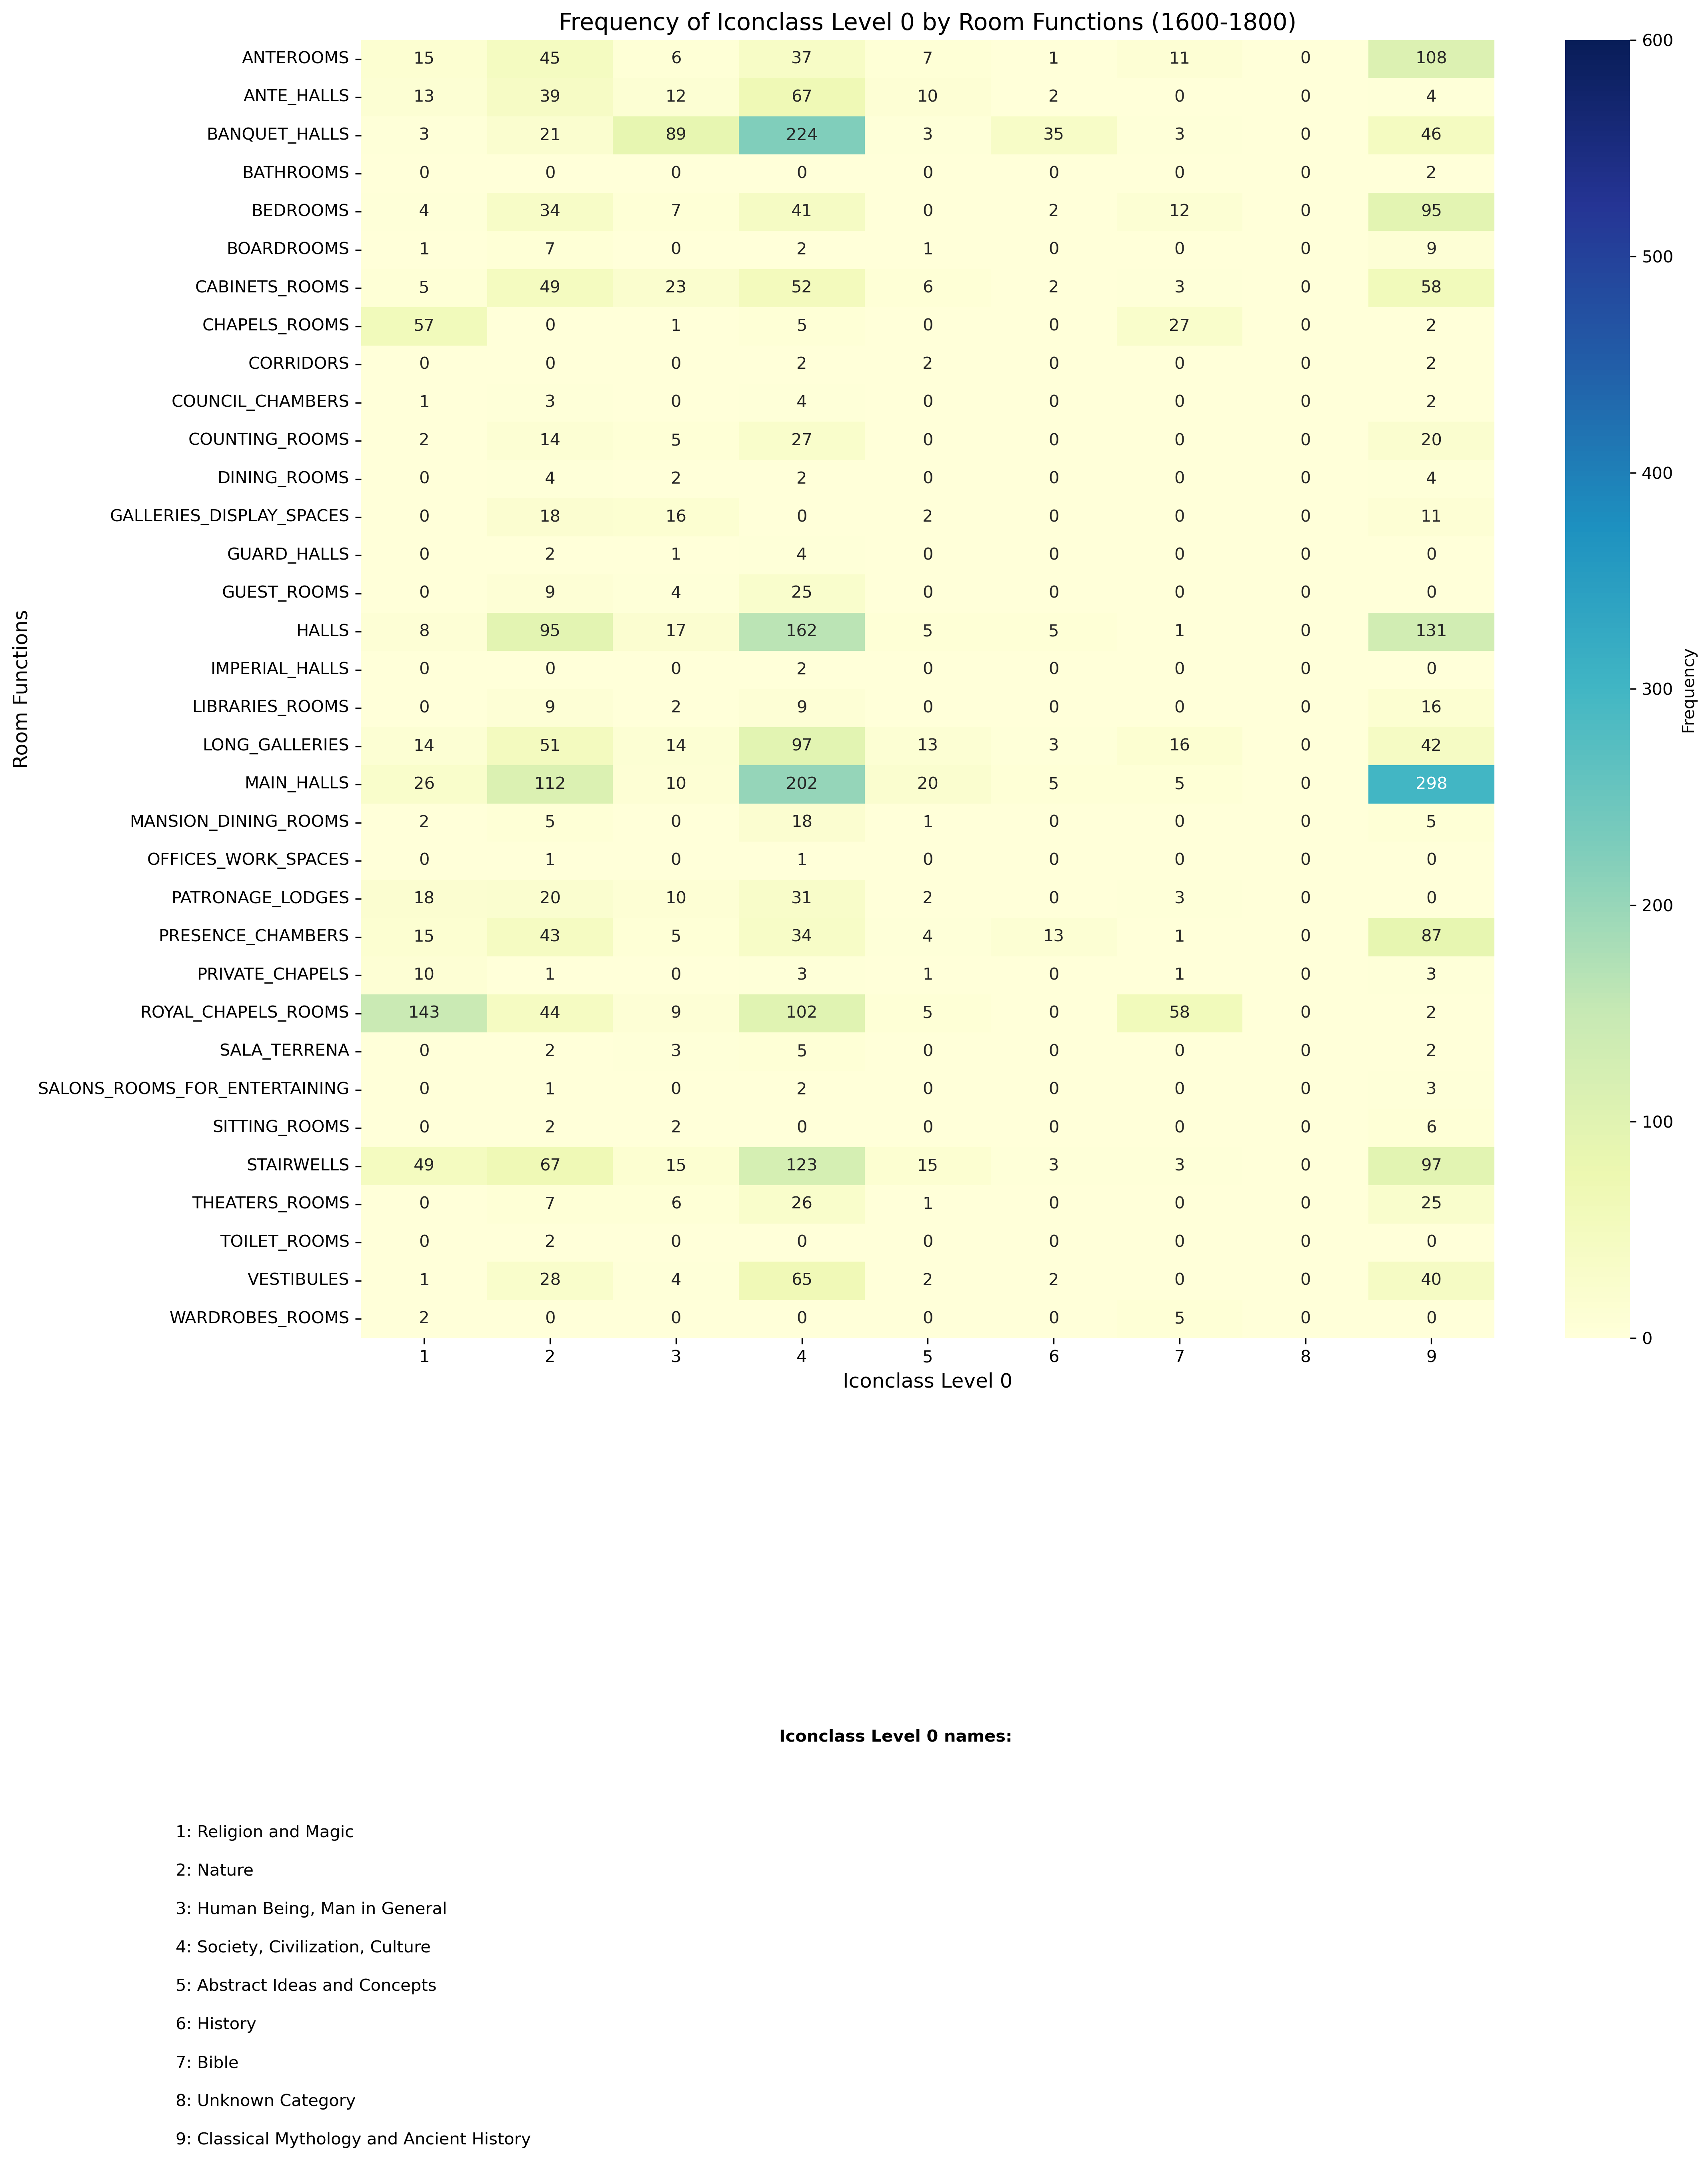 Frequency of Iconclass Level 0 by Room Functions (1600-1800)
Room Functions
ANTEROOMS 15 45 6 37 7 1 11 0 108
ANTE_HALLS 13 39 12 67 10 2 0 0 4
BANQUET_HALLS 3 21 89 224 3 35 3 0 46
BATHROOMS 0 0 0 0 0 0 0 0 2
BEDROOMS 4 34 7 41 0 2 12 0 95
BOARDROOMS 1 7 0 2 1 0 0 0 9
CABINETS_ROOMS 5 49 23 52 6 2 3 0 58
CHAPELS_ROOMS 57 0 1 5 0 0 27 0 2
CORRIDORS 0 0 0 2 2 0 0 0 2
COUNCIL_CHAMBERS 1 3 0 4 0 0 0 0 2
COUNTING_ROOMS 2 14 5 27 0 0 0 0 20
DINING_ROOMS 0 4 2 2 0 0 0 0 4
GALLERIES_DISPLAY_SPACES 0 18 16 0 2 0 0 0 11
GUARD_HALLS 0 2 1 4 0 0 0 0 0
GUEST_ROOMS 0 9 4 25 0 0 0 0 0
HALLS 8 95 17 162 5 5 1 0 131
IMPERIAL_HALLS 0 0 0 2 0 0 0 0 0
LIBRARIES_ROOMS 0 9 2 9 0 0 0 0 16
LONG_GALLERIES 14 51 14 97 13 3 16 0 42
MAIN_HALLS 26 112 10 202 20 5 5 0 298
MANSION_DINING_ROOMS 2 5 0 18 1 0 0 0 5
OFFICES_WORK_SPACES 0 1 0 1 0 0 0 0 0
PATRONAGE_LODGES 18 20 10 31 2 0 3 0 0
PRESENCE_CHAMBERS 15 43 5 34 4 13 1 0 87
PRIVATE_CHAPELS 10 1 0 3 1 0 1 0 3
ROYAL_CHAPELS_ROOMS 143 44 9 102 5 0 58 0 2
SALA_TERRENA 0 2 3 5 0 0 0 0 2
SALONS_ROOMS_FOR_ENTERTAINING 0 1 0 2 0 0 0 0 3
SITTING_ROOMS 0 2 2 0 0 0 0 0 6
STAIRWELLS 49 67 15 123 15 3 3 0 97
THEATERS_ROOMS 0 7 6 26 1 0 0 0 25
TOILET_ROOMS 0 2 0 0 0 0 0 0 0
VESTIBULES 1 28 4 65 2 2 0 0 40
WARDROBES_ROOMS 2 0 0 0 0 0 5 0 0
1 2 3 4 5 6 7 8 9
Iconclass Level 0
600
500
400
300
200
100
0
Frequency
Iconclass Level 0 names:
1: Religion and Magic
2: Nature
3: Human Being, Man in General
4: Society, Civilization, Culture
5: Abstract Ideas and Concepts
6: History
7: Bible
8: Unknown Category
9: Classical Mythology and Ancient History